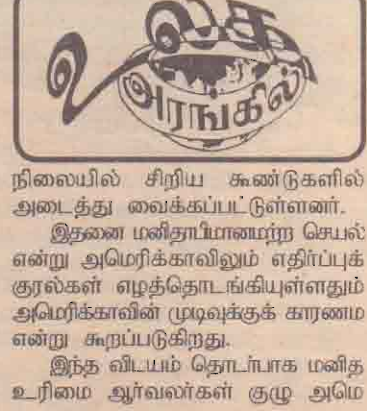 உலக
அரங்கில்
நிலையில் சிறிய கூண்டுகளில்
அடைத்து வைக்கப்பட்டுள்ளனர்.
இதனை மனிதாபிமானமற்ற செயல்
என்று அமெரிக்காவிலும் எதிர்ப்புக்
குரல்கள் எழத்தொடங்கியுள்ளதும்
அமெரிக்காவின் முடிவுக்குக் காரணம
என்று கூறப்படுகிறது.
இந்த விடயம் தொடர்பாக மனித
உரிமை ஆர்வலர்கள் குழு அமெ